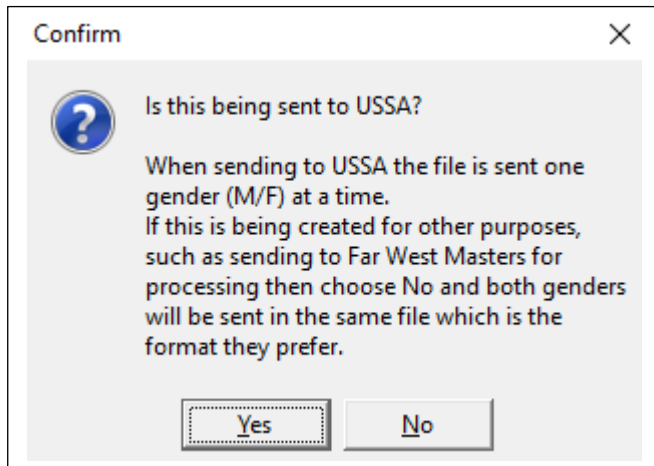 Confirm
Is this being sent to USSA?
When sending to USSA the file is sent one
gender (M/F) at a time.
If this is being created for other purposes,
such as sending to Far West Masters for
processing then choose No and both genders
will be sent in the same file which is the
format they prefer.
Yes No